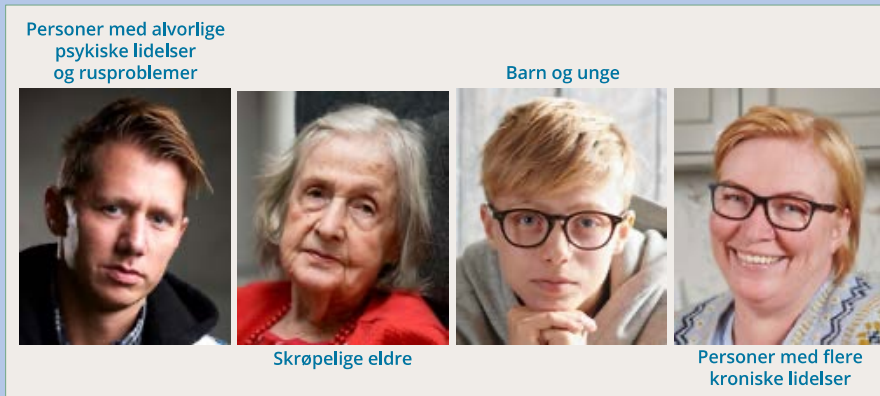 Personer med alvorlige
psykiske lidelser
og rusproblemer
Skrøpelige eldre
Barn og unge
Personer med flere
kroniske lidelser